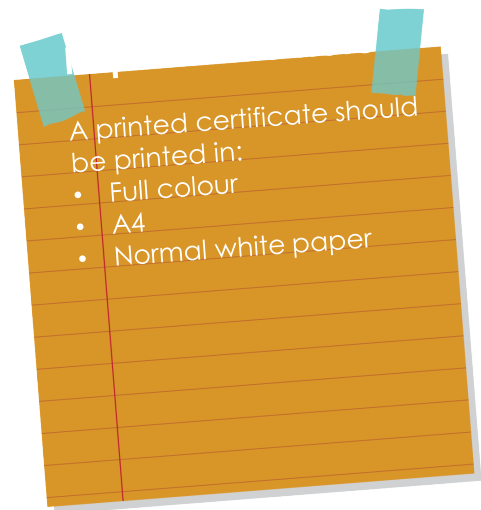 A printed certificate should
be printed in:
• Full colour
• A4
• Normal white paper